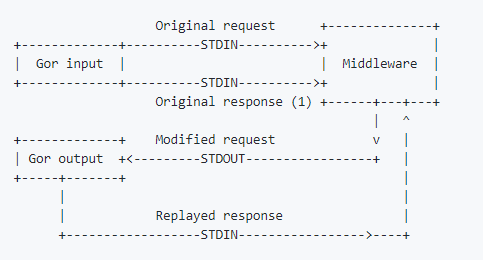 Original request
STDIN
Gor input
Middleware
STDIN
Original response (1)
Modified request
Gor output
STDOUT
Replayed response
STDIN